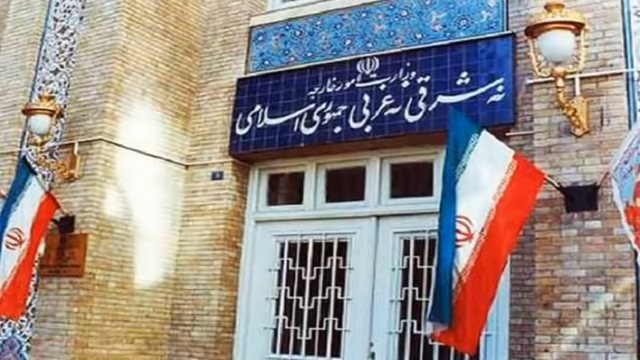 وزارت امور خارجه
نه شرقی نه غربی جمهوری اسلامی